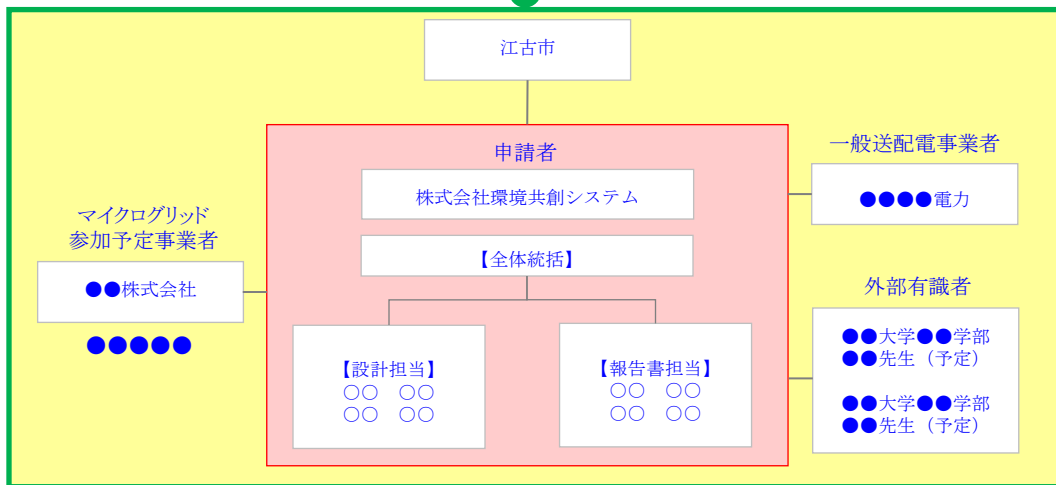 江古市
申請者
株式会社環境共創システム
【全体統括】
【設計担当】
○○　○○
○○　○○
【報告書担当】
○○　○○
○○　○○
マイクログリッド
参加予定事業者
●●株式会社
●●●●●
一般送配電事業者
●●●●電力
外部有識者
●●大学●●学部
●●先生（予定）
●●大学●●学部
●●先生（予定）